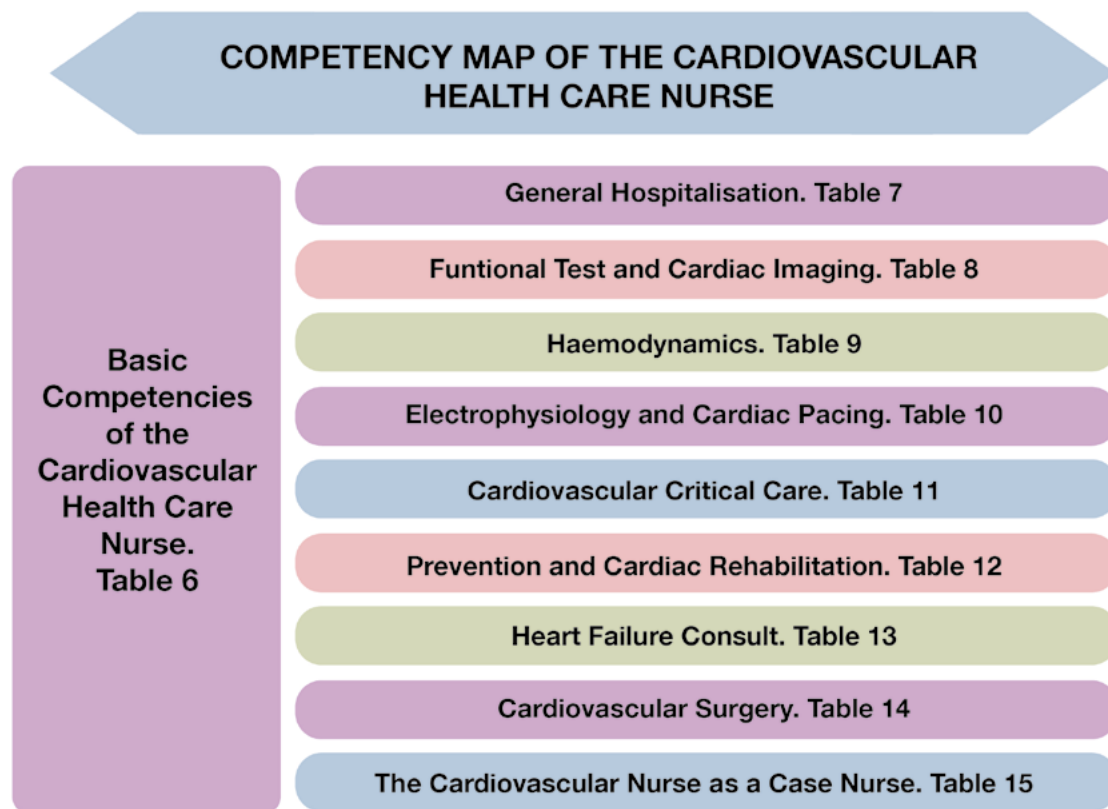 COMPETENCY MAP OF THE CARDIOVASCULAR
HEALTH CARE NURSE
Basic
Competencies
of the
Cardiovascular
Health Care
Nurse.
Table 6
General Hospitalisation. Table 7
Funtional Test and Cardiac Imaging. Table 8
Haemodynamics. Table 9
Electrophysiology and Cardiac Pacing. Table 10
Cardiovascular Critical Care. Table 11
Prevention and Cardiac Rehabilitation. Table 12
Heart Failure Consult. Table 13
Cardiovascular Surgery. Table 14
The Cardiovascular Nurse as a Case Nurse. Table 15